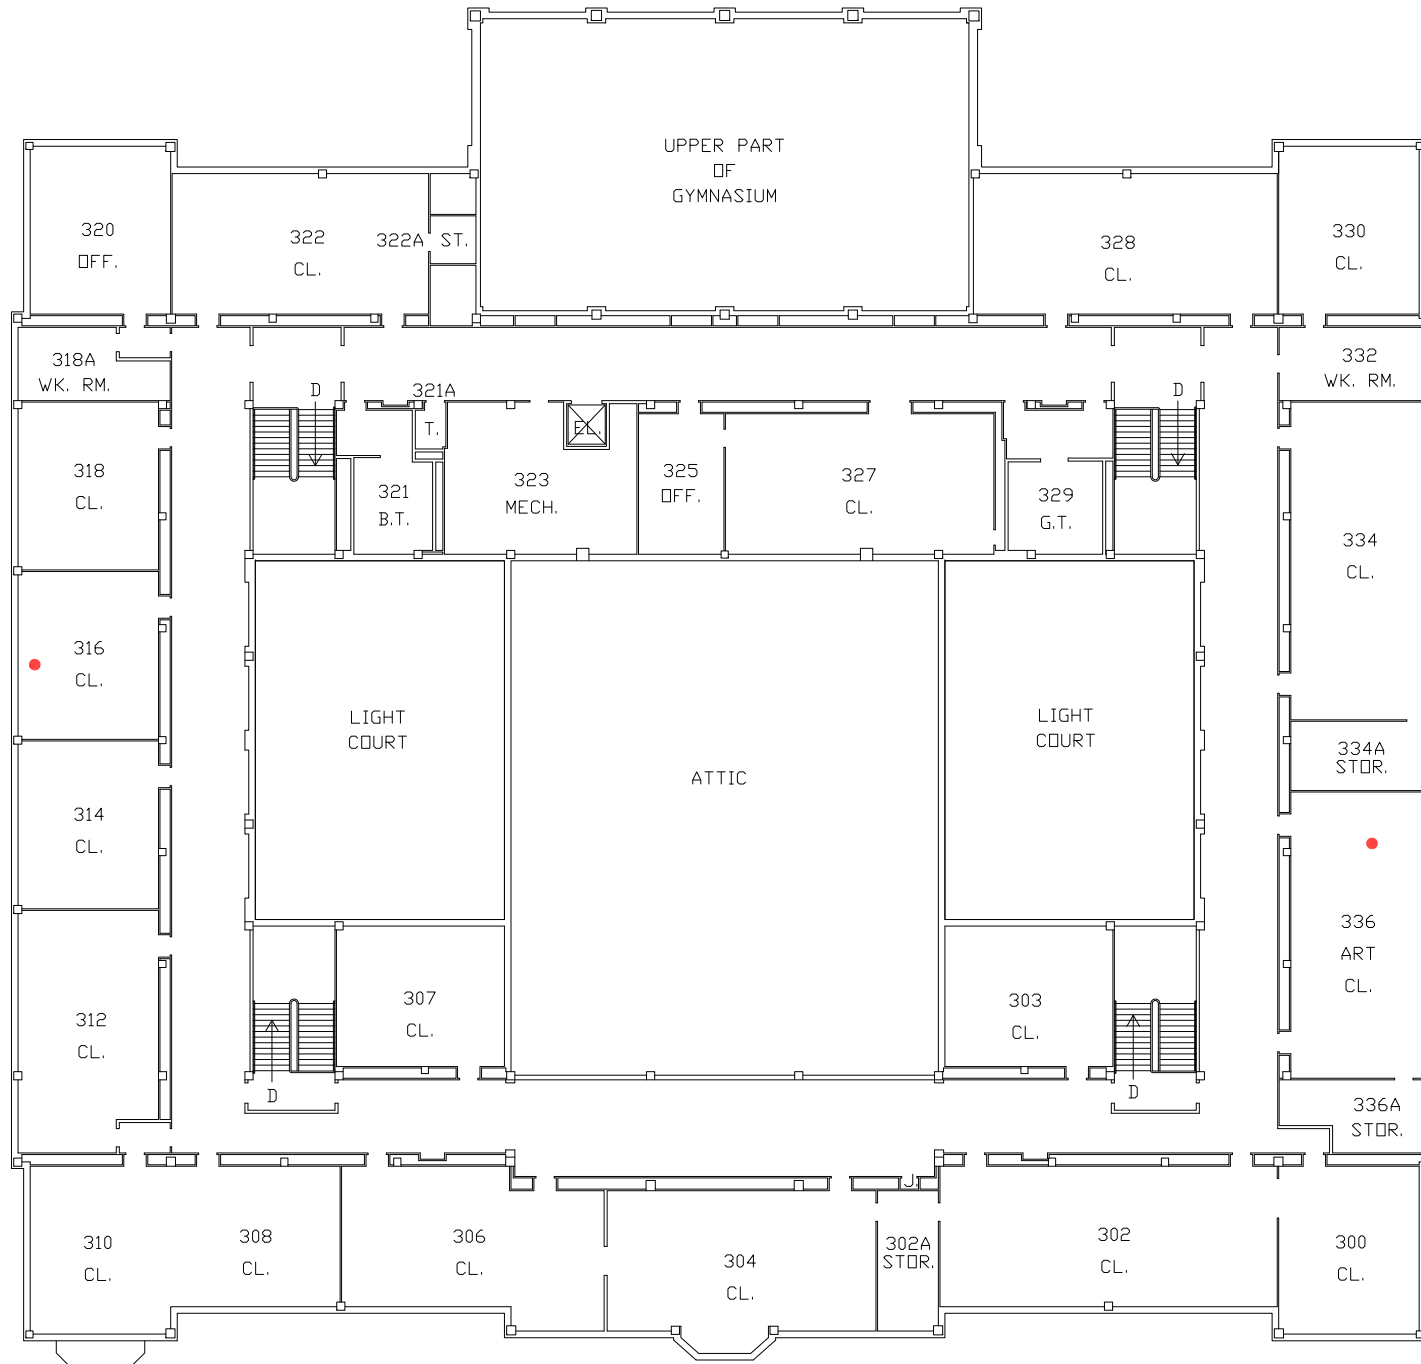 UPPER PART
OF
GYMNASIUM
320
OFF.
322
CL.
322A ST.
328
CL.
330
CL.
318A
WK. RM.
D
321A
T.
EL.
332
WK. RM.
D
318
CL.
321
B.T.
323
MECH.
325
OFF.
327
CL.
329
G.T.
334
CL.
316
CL.
LIGHT
COURT
LIGHT
COURT
334A
STOR.
ATTIC
314
CL.
336
ART
CL.
312
CL.
307
CL.
303
CL.
D
D
336A
STOR.
J.
310
CL.
308
CL.
306
CL.
304
CL.
302A
STOR.
302
CL.
300
CL.